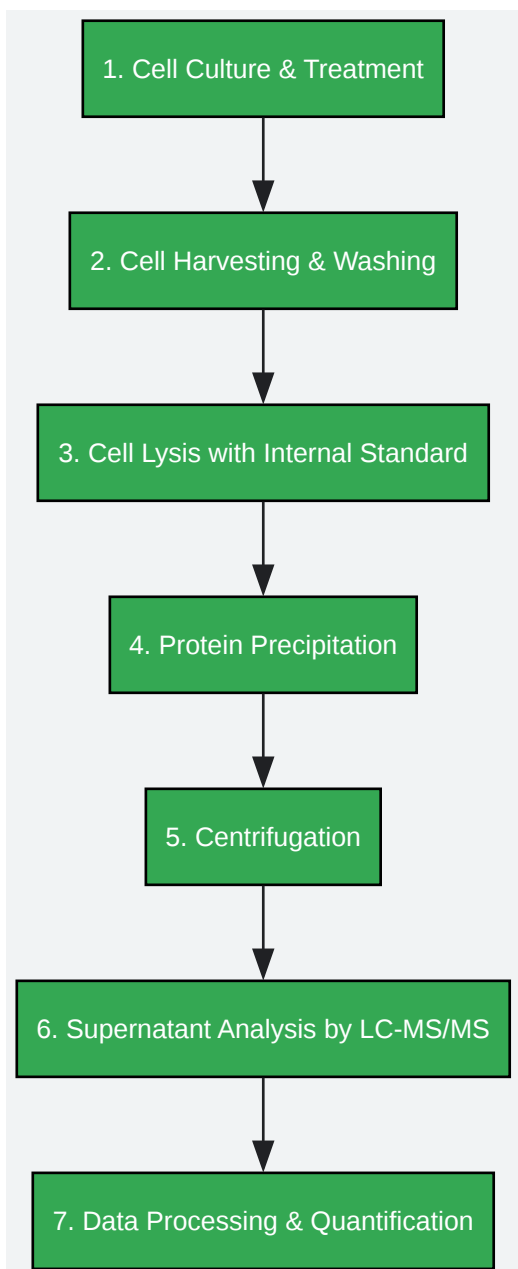 1. Cell Culture & Treatment
2. Cell Harvesting & Washing
3. Cell Lysis with Internal Standard
4. Protein Precipitation
5. Centrifugation
6. Supernatant Analysis by LC-MS/MS
7. Data Processing & Quantification